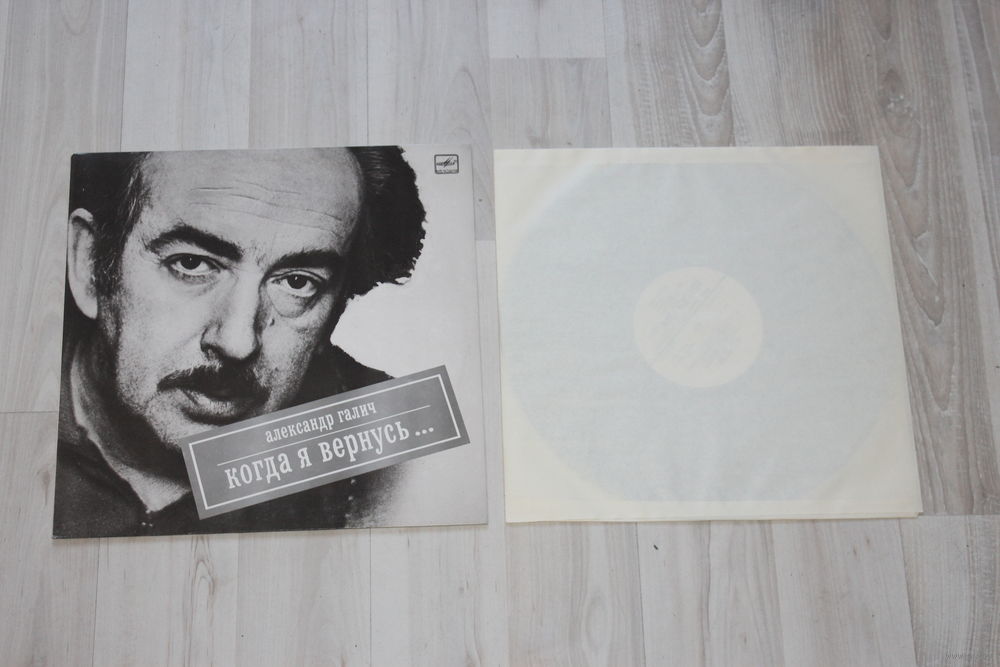 александр галич
когда я вернусь...